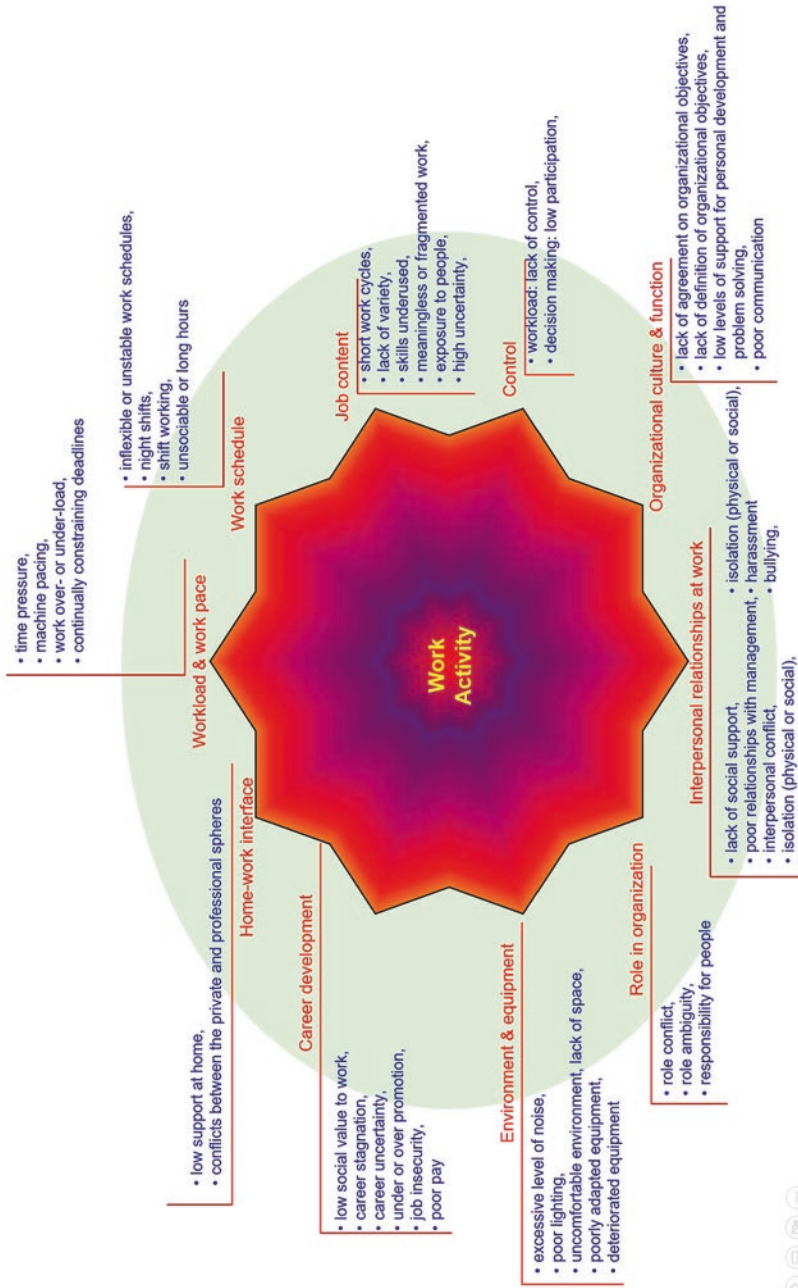 • time pressure,
• machine pacing,
• work over- or under-load,
• continually constraining deadlines
Workload & work pace
• inflexible or unstable work schedules,
• night shifts,
• shift working,
• unsociable or long hours
Work schedule
Job content
• short work cycles,
• lack of variety,
• skills underused,
• meaningless or fragmented work,
• exposure to people,
• high uncertainty,
Control
• workload: lack of control,
• decision making: low participation,
Organizational culture & function
• lack of agreement on organizational objectives,
• lack of definition of organizational objectives,
• low levels of support for personal development and
problem solving,
• poor communication
Interpersonal relationships at work
• lack of social support,
• poor relationships with management,
• interpersonal conflict,
• isolation (physical or social),
• isolation (physical or social),
• harassment
• bullying,
Role in organization
• role conflict,
• role ambiguity,
• responsibility for people
Environment & equipment
• excessive level of noise,
• poor lighting,
• uncomfortable environment, lack of space,
• poorly adapted equipment,
• deteriorated equipment
Career development
• low social value to work,
• career stagnation,
• career uncertainty,
• under or over promotion,
• job insecurity,
• poor pay
• low support at home,
• conflicts between the private and professional spheres
Home-work interface
Work
Activity